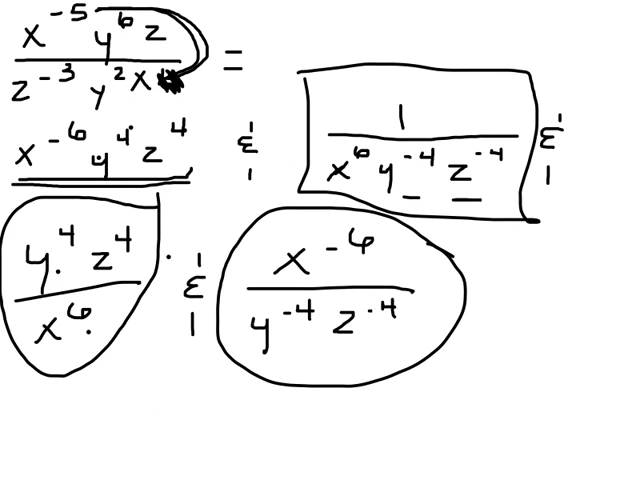 x^-5 y^6 z
z^-3 y^2 x =
x^-6 y^4 z^4
1
x^6 y^-4 z^-4
y^4 z^4
x^6
x^-6
y^-4 z^-4